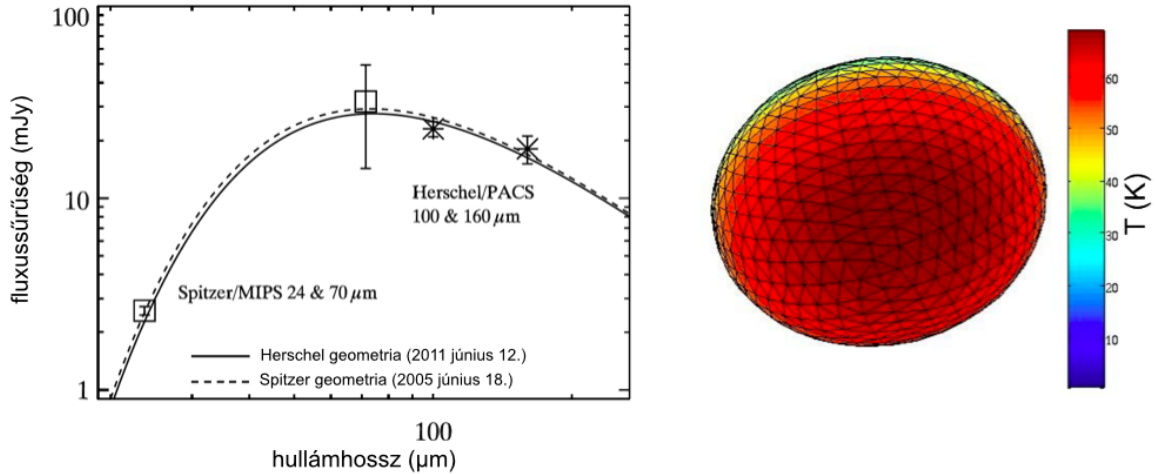 100
10
1
fluxussűrűség (mJy)
Herschel/PACS
100 & 160 μm
Spitzer/MIPS 24 & 70 μm
Herschel geometria (2011 június 12.)
Spitzer geometria (2005 június 18.)
100
hullámhossz (μm)
60
50
40
30
20
10
T (K)